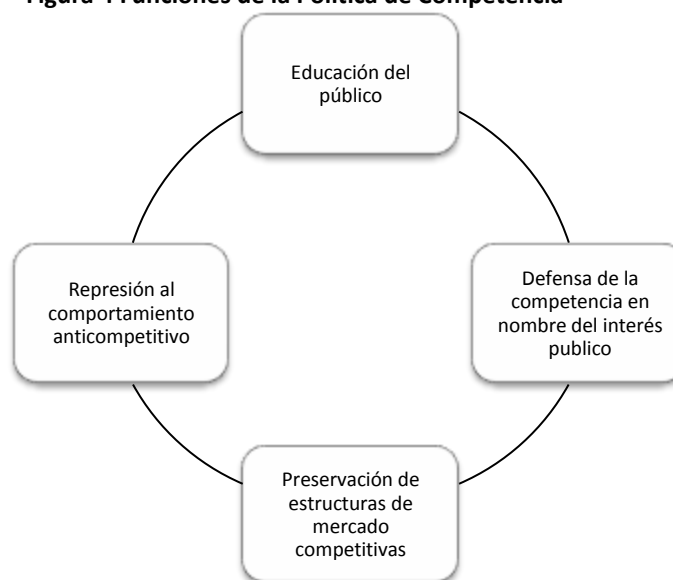 Figura 4 Funciones de la Política de Competencia
Educación del
público
Defensa de la
competencia en
nombre del interés
publico
Preservación de
estructuras de
mercado
competitivas
Represión al
comportamiento
anticompetitivo